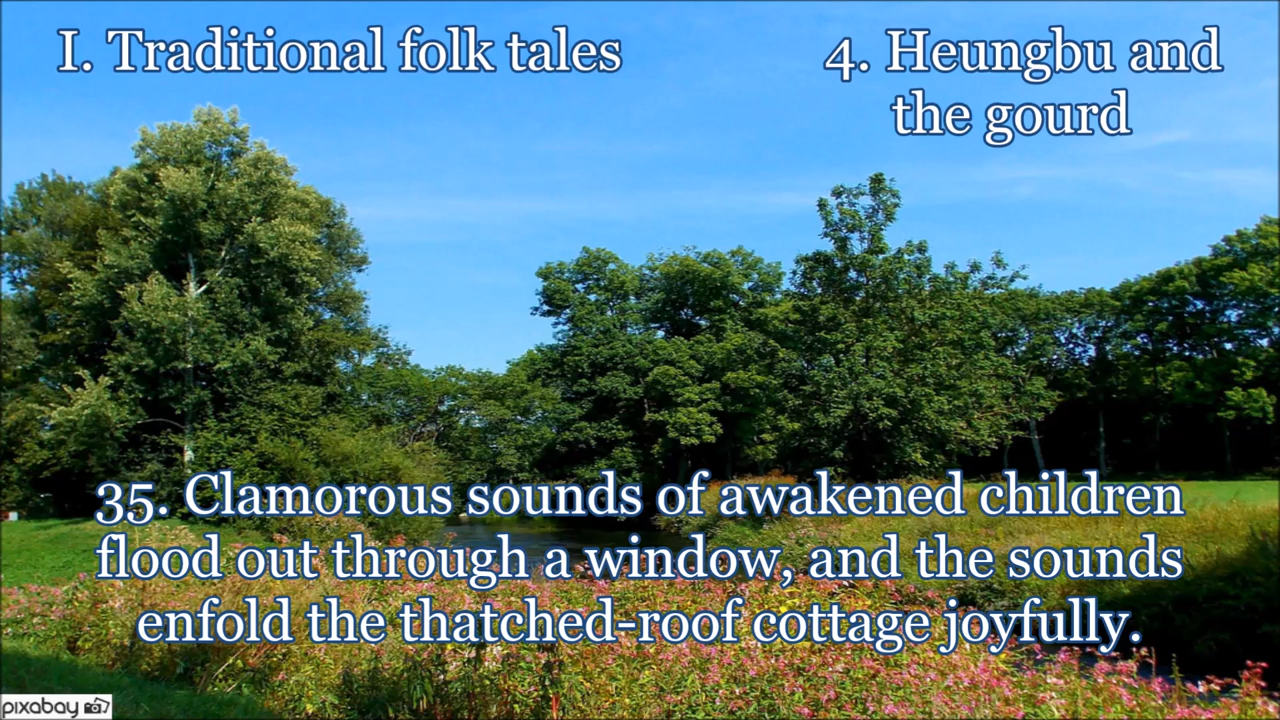 I. Traditional folk tales
4. Heungbu and
the gourd
35. Clamorous sounds of awakened children
flood out through a window, and the sounds
enfold the thatched-roof cottage joyfully.
pixabay